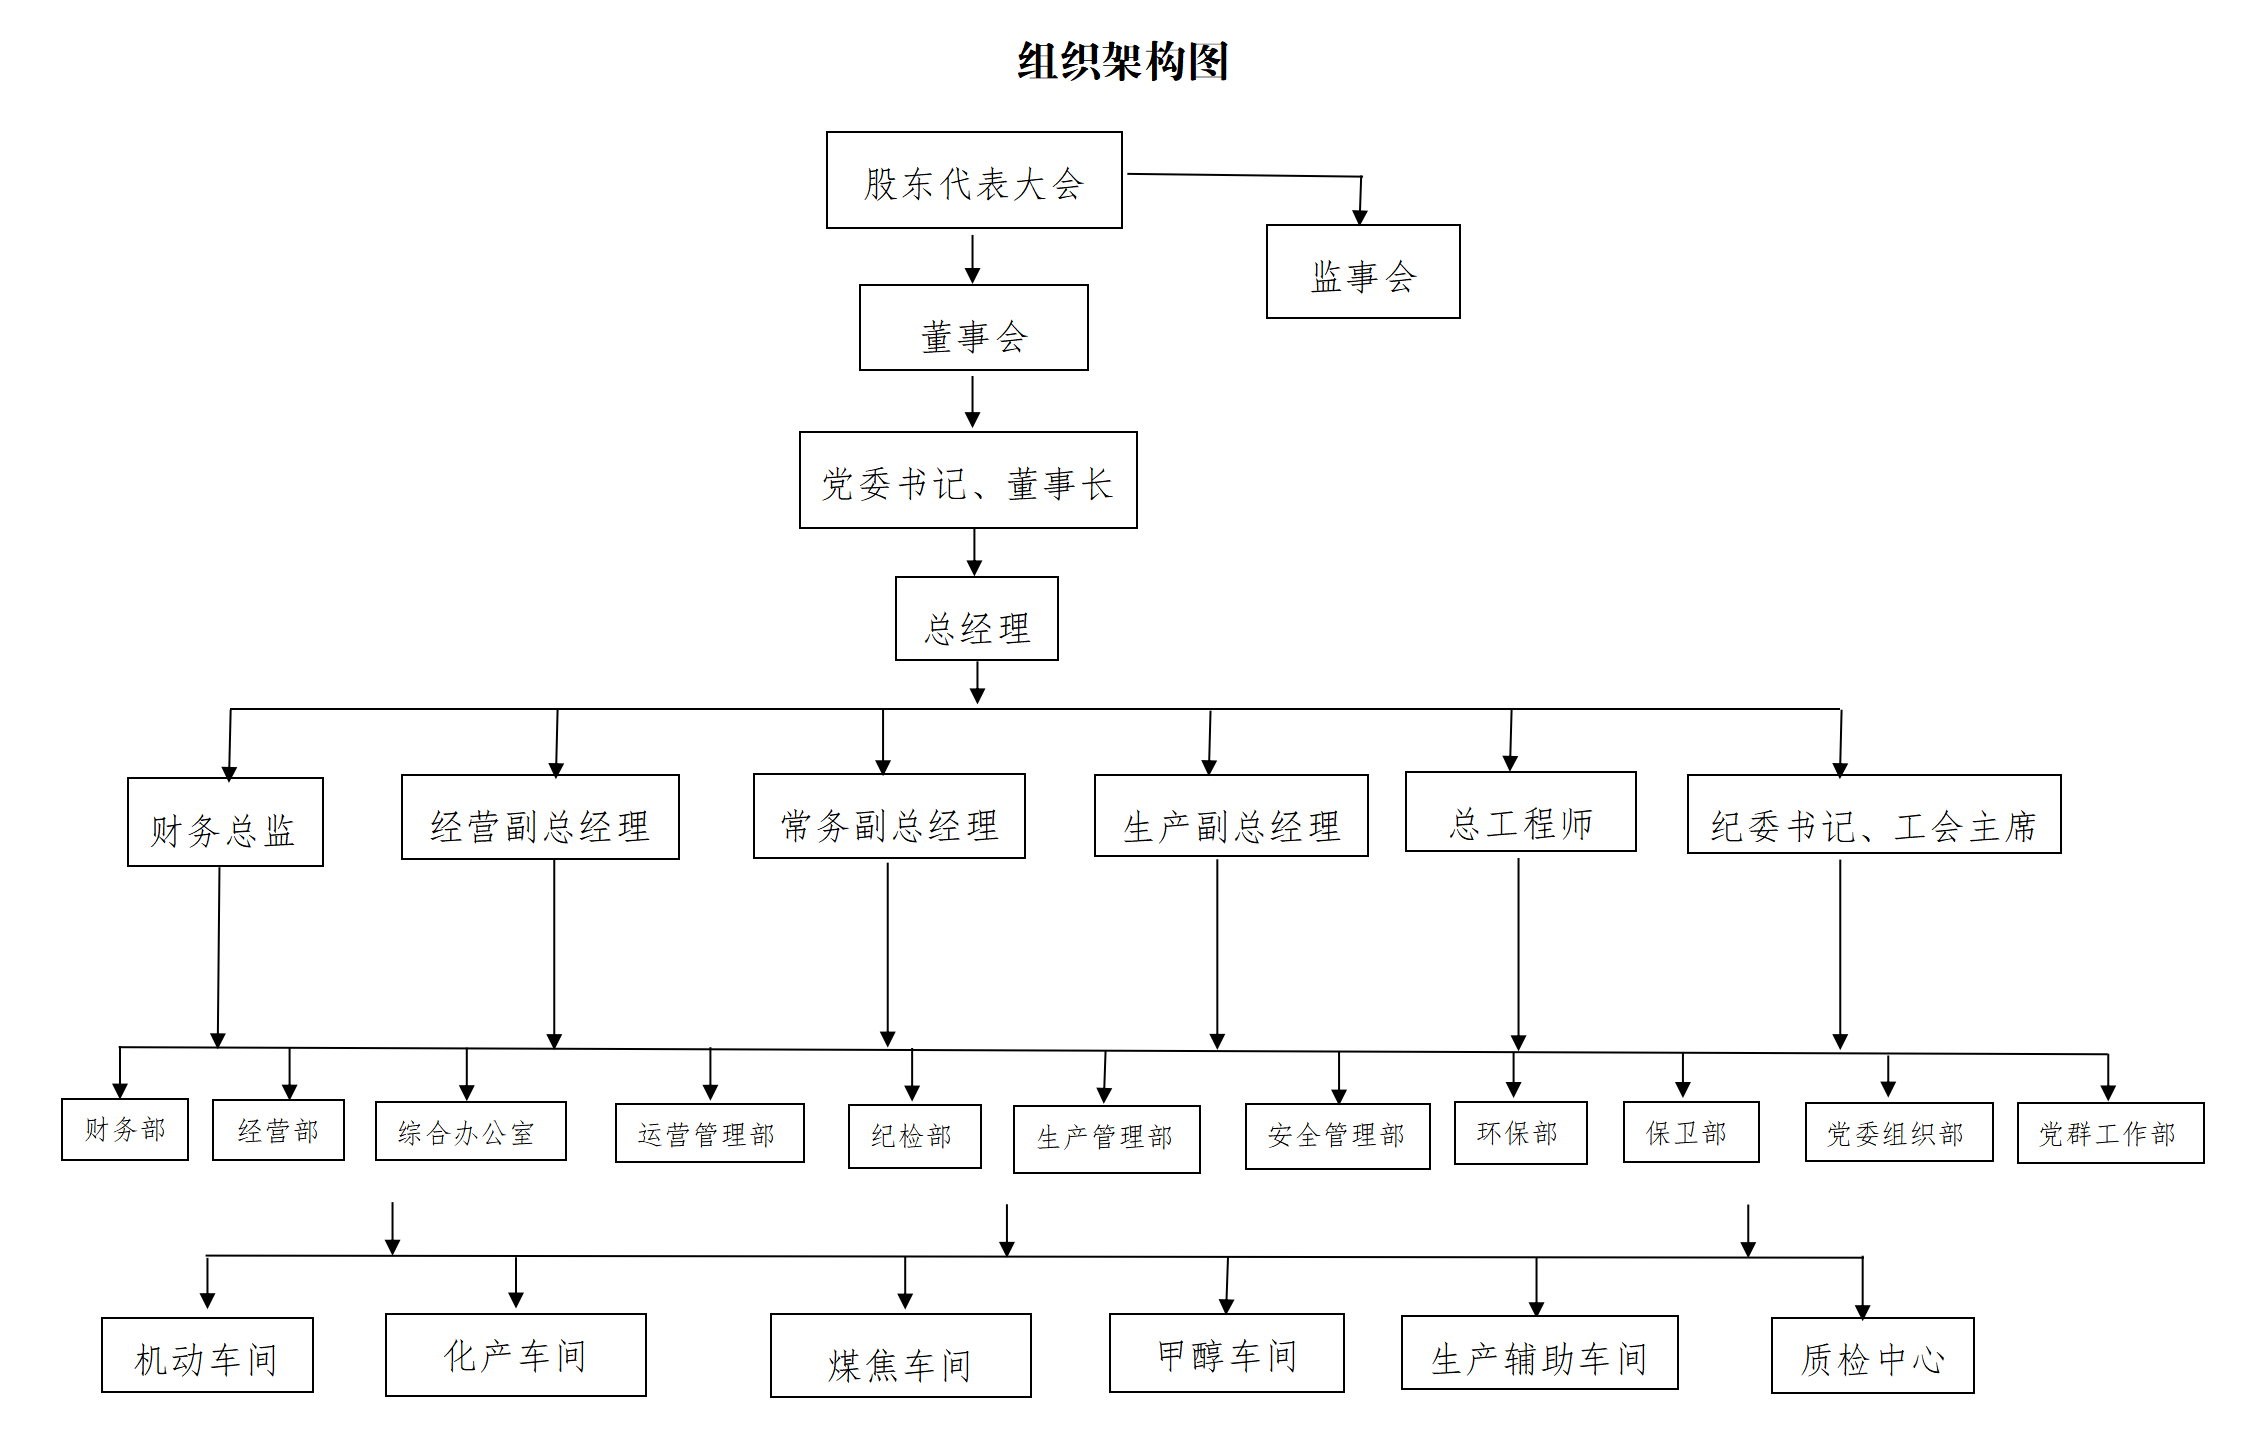 组织架构图
股东代表大会
监事会
董事会
党委书记、董事长
总经理
财务总监
经营副总经理
常务副总经理
生产副总经理
总工程师
纪委书记、工会主席
财务部
经营部
综合办公室
运营管理部
纪检部
生产管理部
安全管理部
环保部
保卫部
党委组织部
党群工作部
机动车间
化产车间
煤焦车间
甲醇车间
生产辅助车间
质检中心